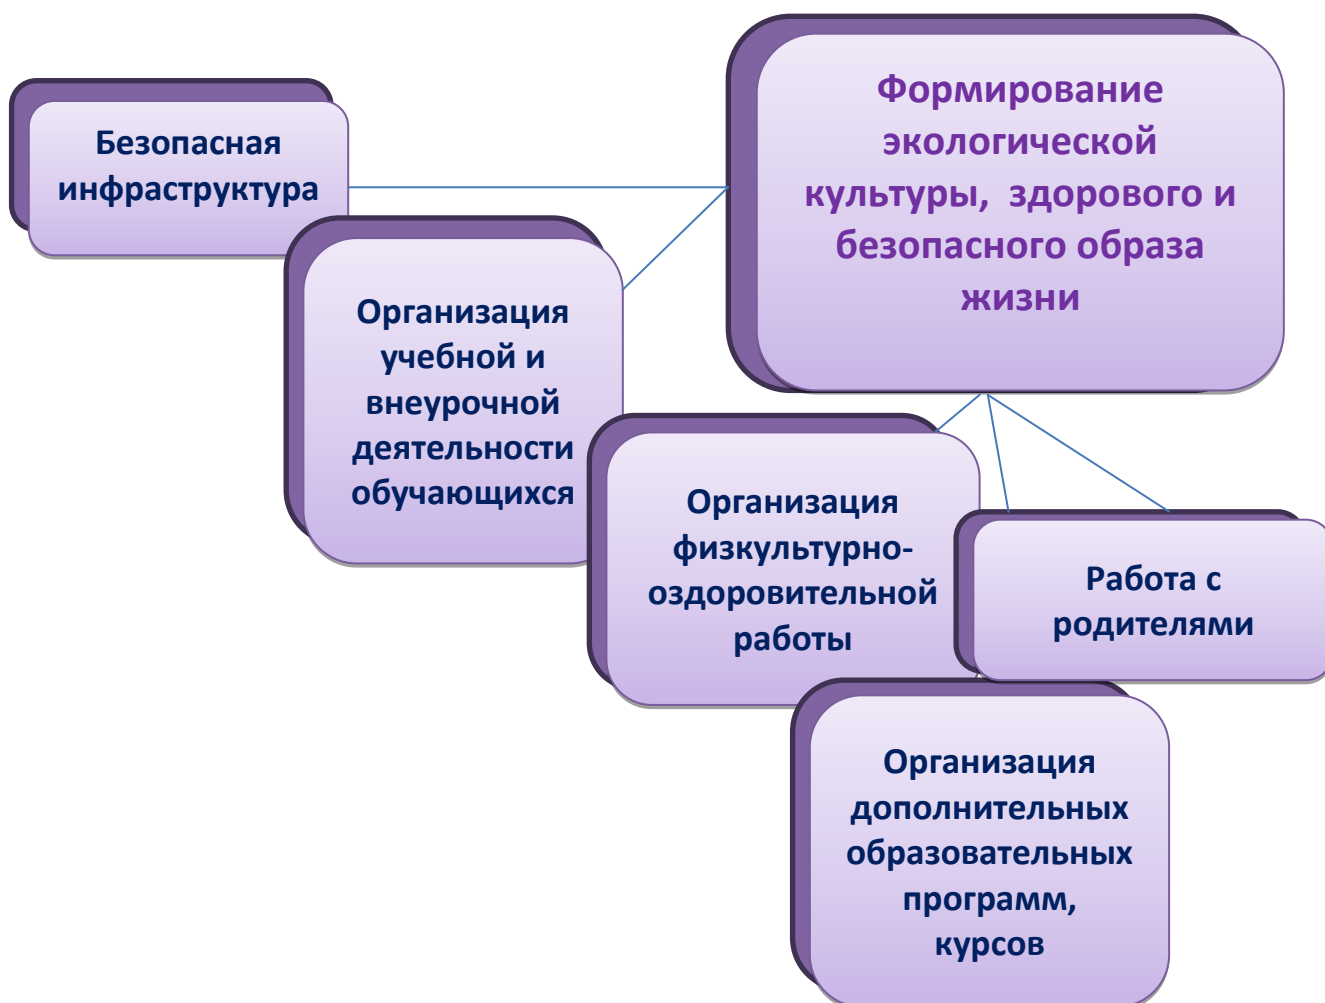 Формирование
экологической
культуры,  здорового и
безопасного образа
жизни
Безопасная
инфраструктура
Организация
учебной и
внеурочной
деятельности
обучающихся
Организация
физкультурно-
оздоровительной
работы
Работа с
родителями
Организация
дополнительных
образовательных
программ,
курсов